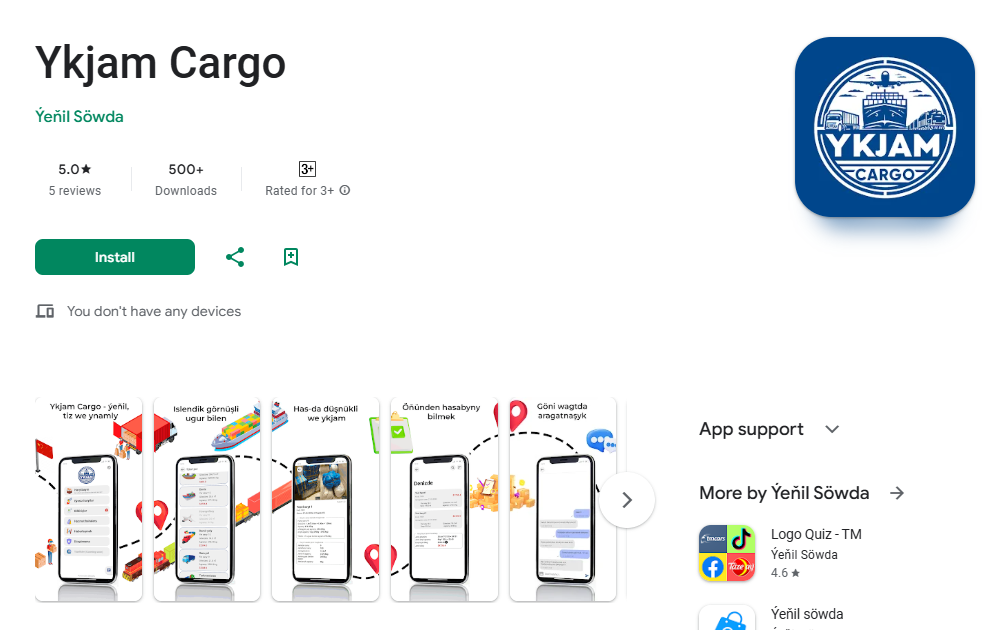 Ykjam Cargo
Ýeňil Söwda
5.0★
500+
3+
5 reviews
Downloads
Rated for 3+
YKJAM
CARGO
Install
You don't have any devices
Ykjam Cargo - ýeňil,
tiz we ynamly
Islendik görnüşli
ugur bilen
Has-da düşnükli
we ykjam
Öňünden hasabyny
bilmek
Göni wagtda
aragatnaşyk
App support
More by Ýeňil Söwda
Logo Quiz - TM
Ýeňil Söwda
4.6★
Ýeňil söwda